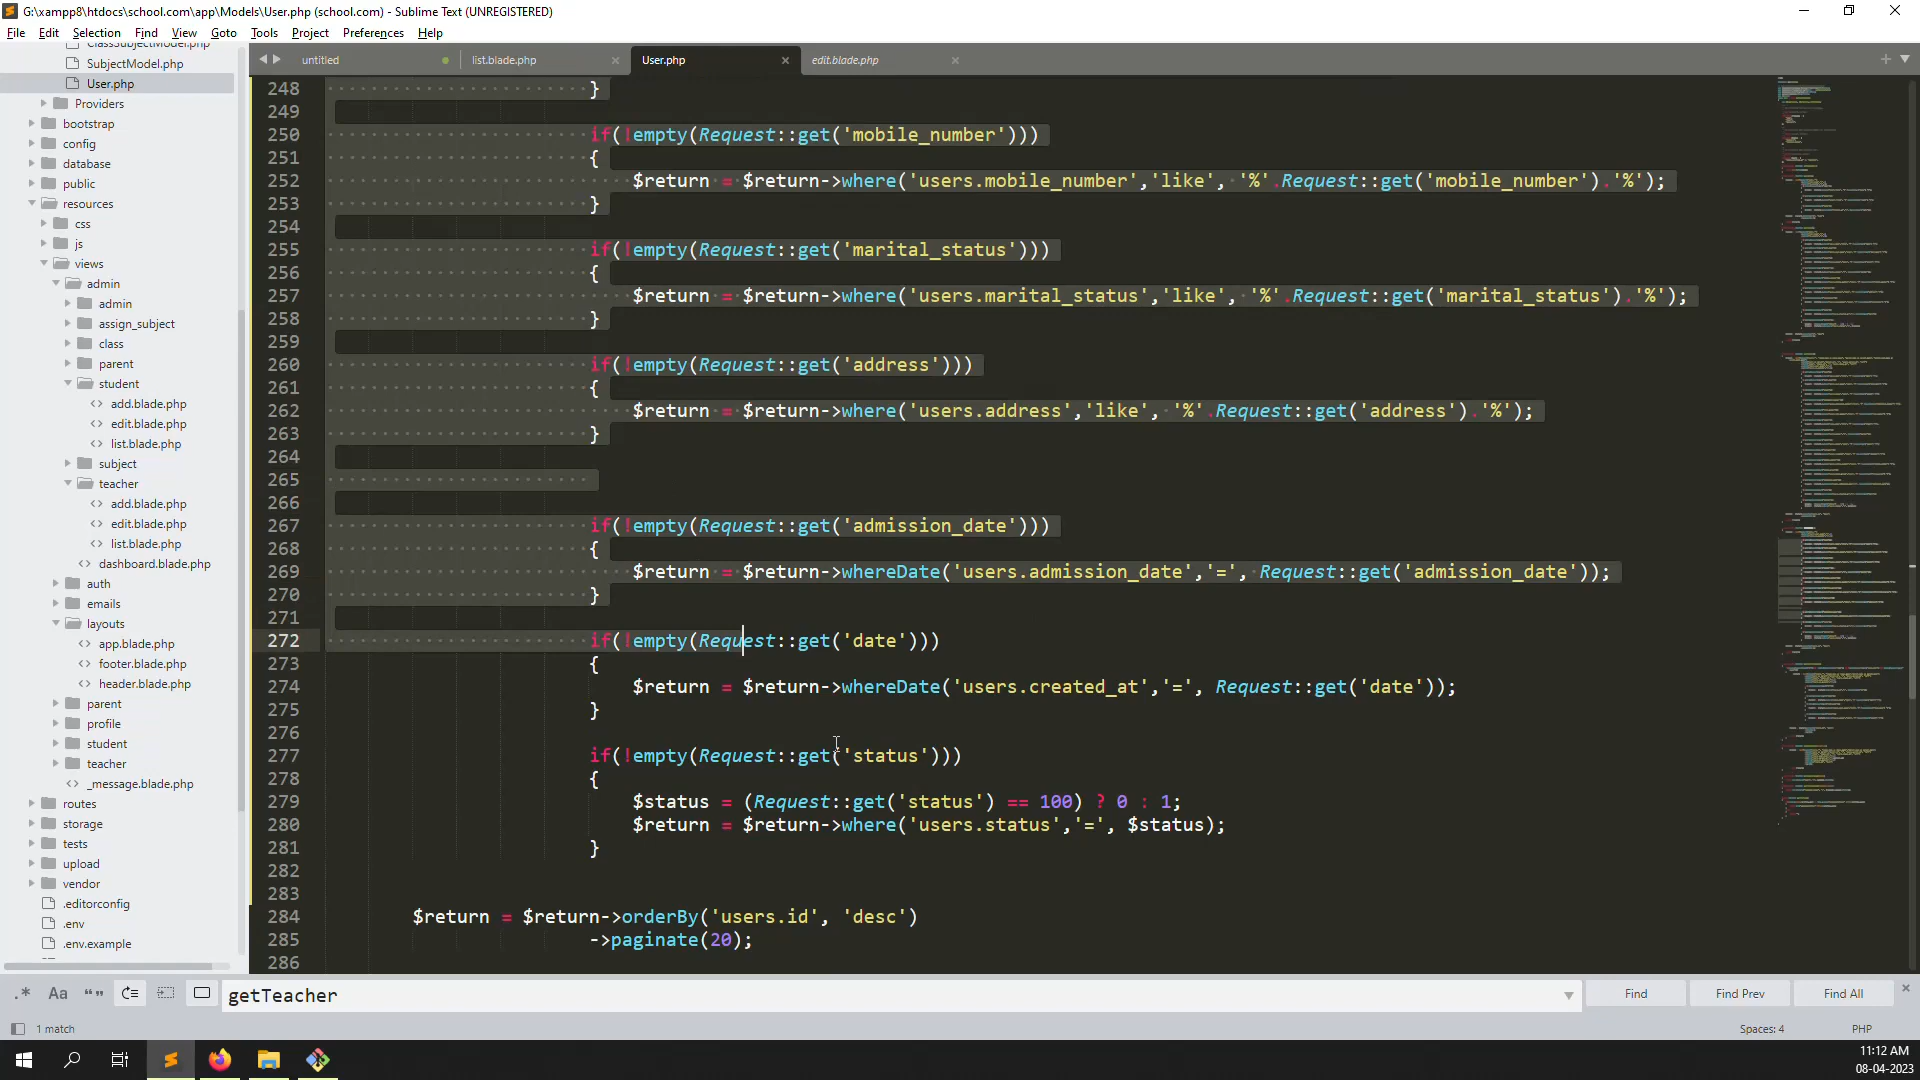 G:\xampp8\htdocs\school.com\app\Models\User.php (school.com) - Sublime Text (UNREGISTERED)
File Edit Selection Find View Goto Tools Project Preferences Help
ClassSubjectModel.php
SubjectModel.php
User.php
Providers
bootstrap
config
database
public
resources
css
js
views
admin
admin
assign_subject
class
parent
student
add.blade.php
edit.blade.php
list.blade.php
subject
teacher
add.blade.php
edit.blade.php
list.blade.php
dashboard.blade.php
auth
emails
layouts
app.blade.php
footer.blade.php
header.blade.php
parent
profile
student
teacher
_message.blade.php
routes
storage
tests
upload
vendor
.editorconfig
.env
.env.example
untitled list.blade.php User.php edit.blade.php
248 }
249
250 if(!empty(Request::get('mobile_number')))
251 {
252 $return = $return->where('users.mobile_number','like', '%'.Request::get('mobile_number').'%');
253 }
254
255 if(!empty(Request::get('marital_status')))
256 {
257 $return = $return->where('users.marital_status','like', '%'.Request::get('marital_status').'%');
258 }
259
260 if(!empty(Request::get('address')))
261 {
262 $return = $return->where('users.address','like', '%'.Request::get('address').'%');
263 }
264
265
266
267 if(!empty(Request::get('admission_date')))
268 {
269 $return = $return->whereDate('users.admission_date','=', Request::get('admission_date'));
270 }
271
272 if(!empty(Request::get('date')))
273 {
274 $return = $return->whereDate('users.created_at','=', Request::get('date'));
275 }
276
277 if(!empty(Request::get('status')))
278 {
279 $status = (Request::get('status') == 100) ? 0 : 1;
280 $return = $return->where('users.status','=', $status);
281 }
282
283
284 $return = $return->orderBy('users.id', 'desc')
285 ->paginate(20);
286
.* Aa getTeacher Find Find Prev Find All
1 match Spaces: 4 PHP
11:12 AM
08-04-2023